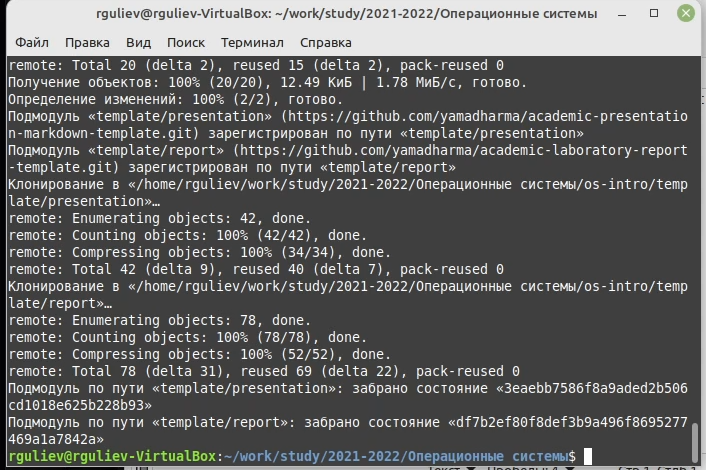 rguliev@rguliev-VirtualBox: ~/work/study/2021-2022/Операционные системы
Файл Правка Вид Поиск Терминал Справка
remote: Total 20 (delta 2), reused 15 (delta 2), pack-reused 0
Получение объектов: 100% (20/20), 12.49 КиБ | 1.78 МиБ/с, готово.
Определение изменений: 100% (2/2), готово.
Подмодуль «template/presentation» (https://github.com/yamadharma/academic-presentatio
n-markdown-template.git) зарегистрирован по пути «template/presentation»
Подмодуль «template/report» (https://github.com/yamadharma/academic-laboratory-report
-template.git) зарегистрирован по пути «template/report»
Клонирование в «/home/rguliev/work/study/2021-2022/Операционные системы/os-intro/temp
late/presentation»…
remote: Enumerating objects: 42, done.
remote: Counting objects: 100% (42/42), done.
remote: Compressing objects: 100% (34/34), done.
remote: Total 42 (delta 9), reused 40 (delta 7), pack-reused 0
Клонирование в «/home/rguliev/work/study/2021-2022/Операционные системы/os-intro/temp
late/report»…
remote: Enumerating objects: 78, done.
remote: Counting objects: 100% (78/78), done.
remote: Compressing objects: 100% (52/52), done.
remote: Total 78 (delta 31), reused 69 (delta 22), pack-reused 0
Подмодуль по пути «template/presentation»: забрано состояние «3eaebb7586f8a9aded2b506
cd1018e625b228b93»
Подмодуль по пути «template/report»: забрано состояние «df7b2ef80f8def3b9a496f8695277
469a1a7842a»
rguliev@rguliev-VirtualBox:~/work/study/2021-2022/Операционные системы$